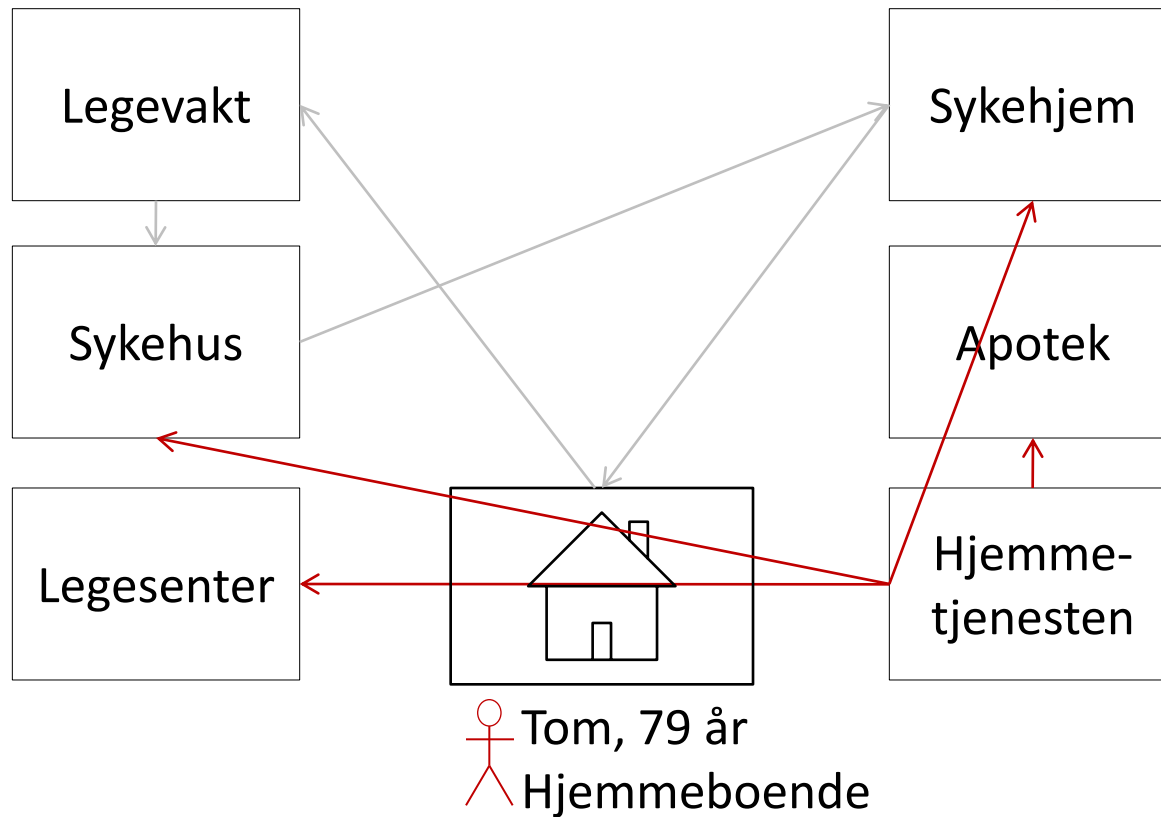 Legevakt
Sykehjem
Sykehus
Apotek
Legesenter
Hjemme-
tjenesten
Tom, 79 år
Hjemmeboende